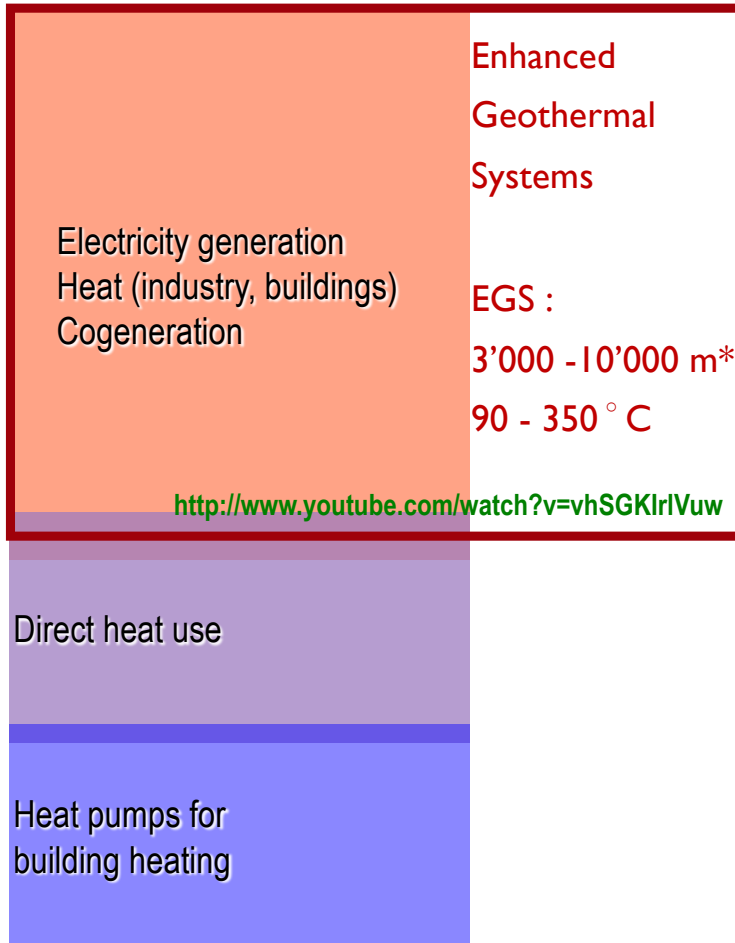 Enhanced
Geothermal
Systems
Electricity generation
Heat (industry, buildings)
Cogeneration
EGS :
3’000 -10’000 m*
90 - 350 ° C
http://www.youtube.com/watch?v=vhSGKIrlVuw
Direct heat use
Heat pumps for
building heating